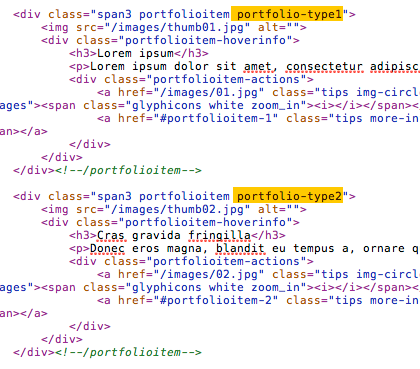 <div class="span3 portfolioitem portfolio-type1">
<img src="/images/thumb01.jpg" alt="">
<div class="portfolioitem-hoverinfo">
<h3>Lorem ipsum</h3>
<p>Lorem ipsum dolor sit amet, consectetur adipisc
<div class="portfolioitem-actions">
<a href="/images/01.jpg" class="tips img-circl
ages"><span class="glyphicons white zoom_in"><i></i></span><
<a href="#portfolio-1" class="tips more-in
an></a>
</div>
</div>
</div><!--/portfolioitem-->
<div class="span3 portfolioitem portfolio-type2">
<img src="/images/thumb02.jpg" alt="">
<div class="portfolioitem-hoverinfo">
<h3>Cras gravida fringilla</h3>
<p>Donec eros magna, blandit eu tempus a, ornare q
<div class="portfolioitem-actions">
<a href="/images/02.jpg" class="tips img-circl
ages"><span class="glyphicons white zoom_in"><i></i></span><
<a href="#portfolio-2" class="tips more-in
an></a>
</div>
</div>
</div><!--/portfolioitem-->